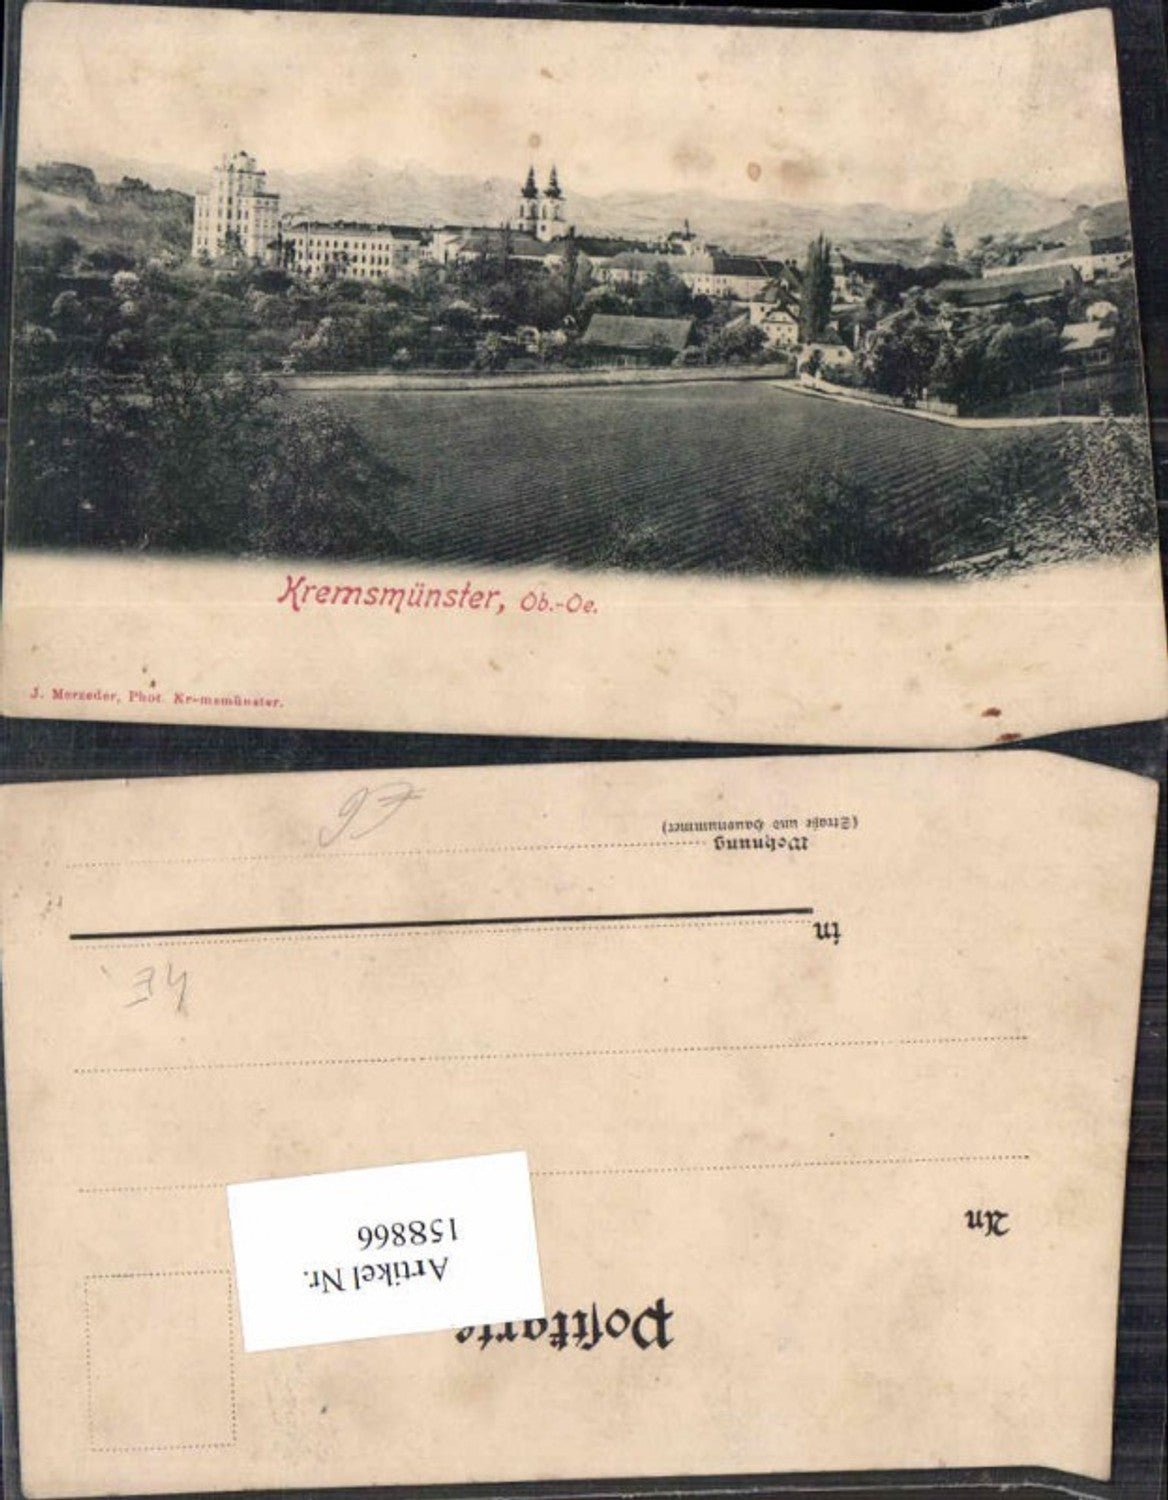 Kremsmünster, Ob.-Oe.
J. Merzeder, Phot. Kremsmünster.
Postkarte
Artikel Nr.
158866
An
in
Wohnung
(Straße und Hausnummer)